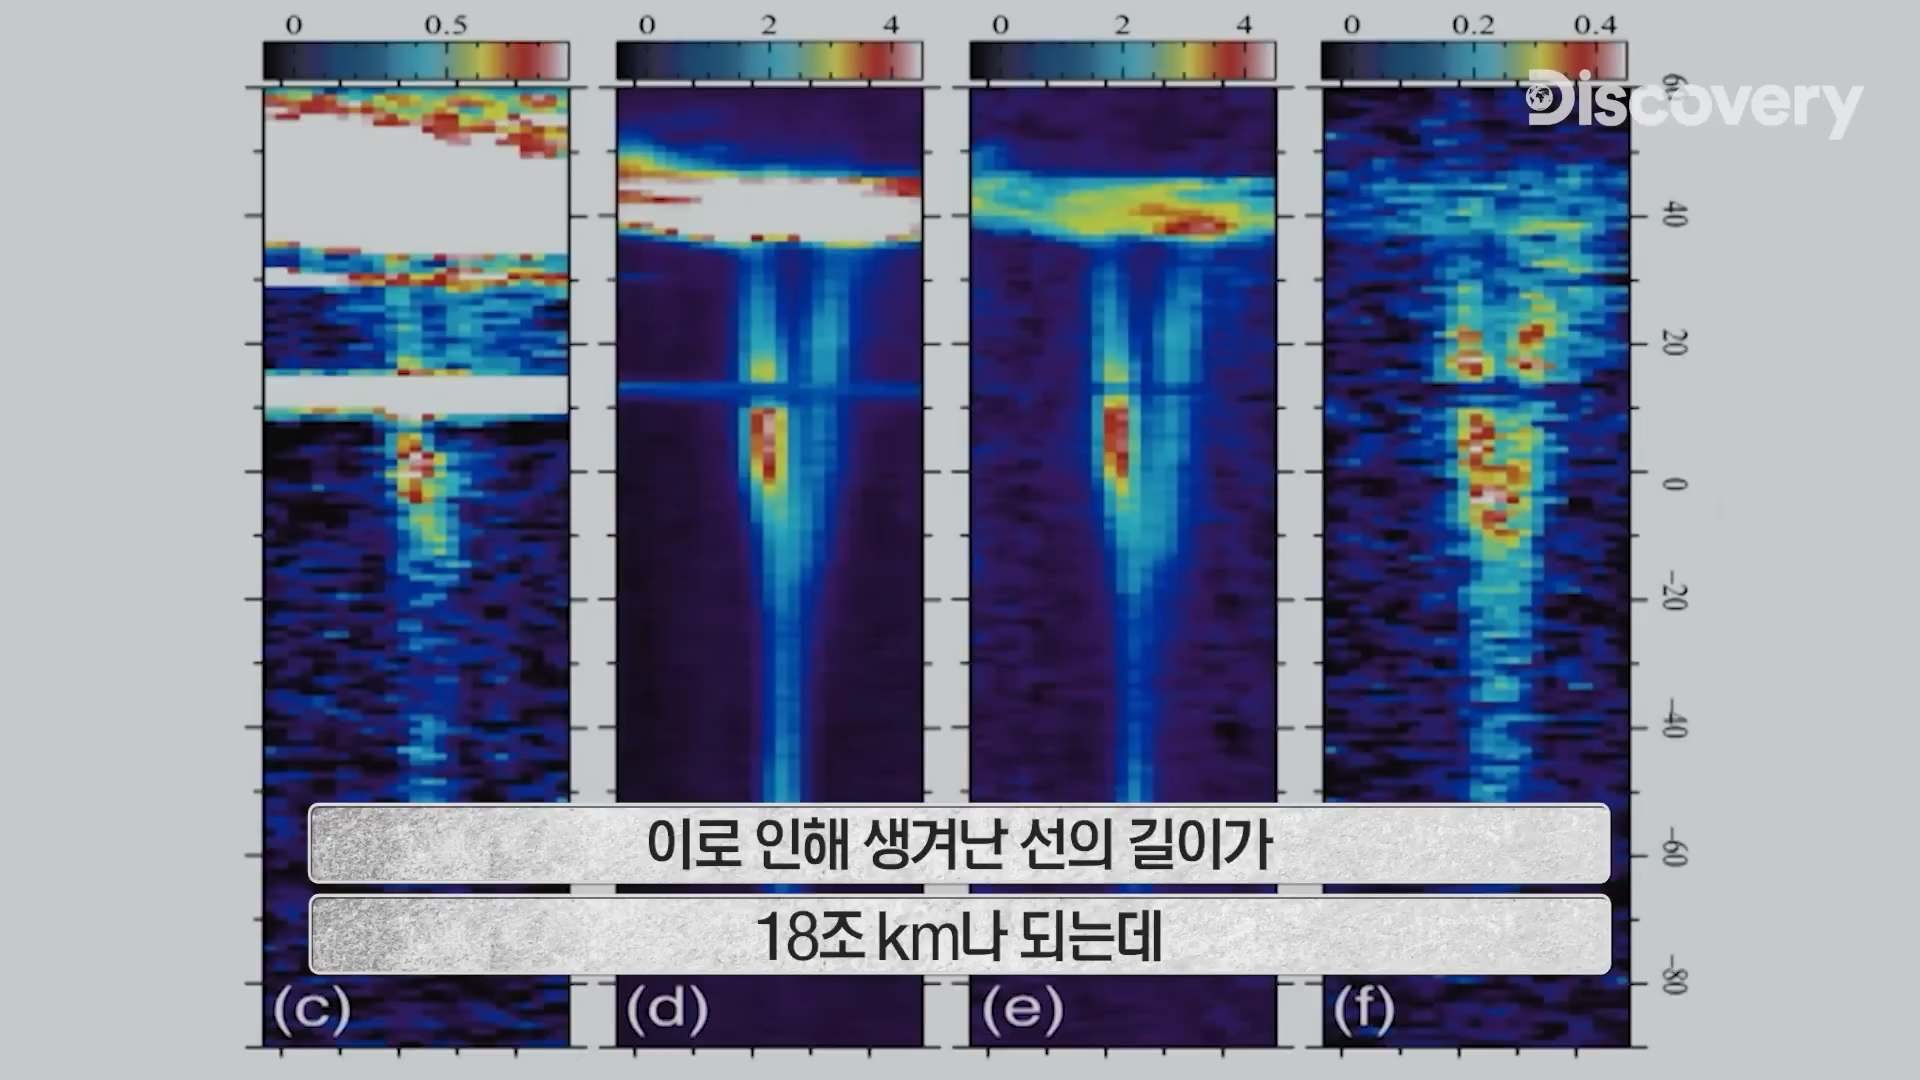 0 0.5 0 2 4 0 2 4 0 0.2 0.4
Discovery
60
40
20
0
-20
-40
-60
-80
이로 인해 생겨난 선의 길이가
18조 km나 되는데
(c) (d) (e) (f)